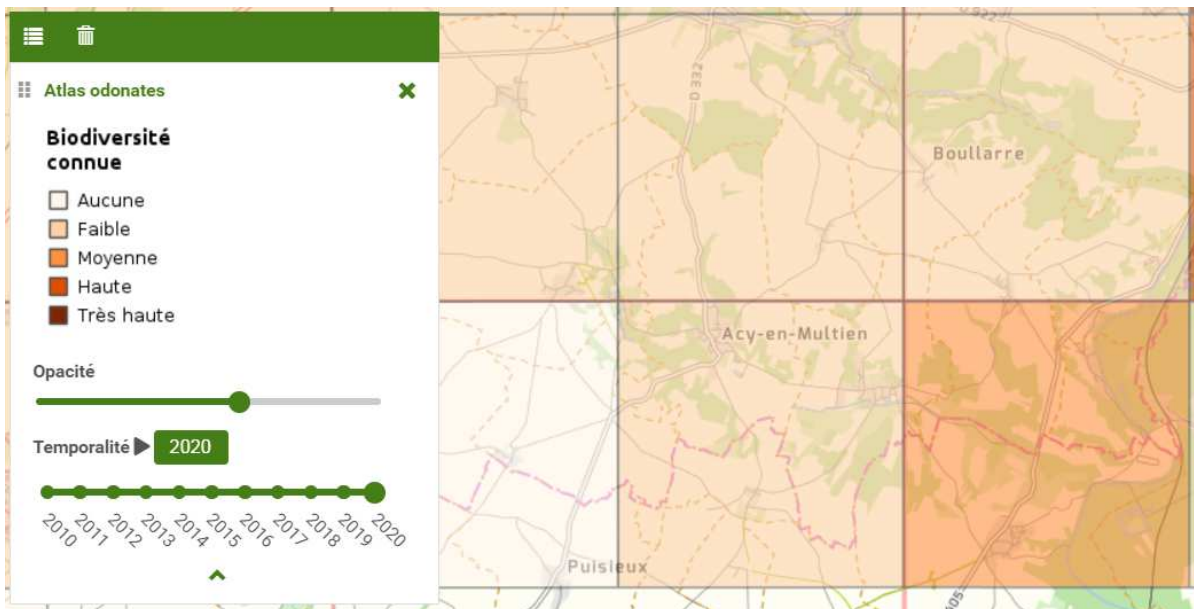 Atlas odonates
Biodiversité
connue
Aucune
Faible
Moyenne
Haute
Très haute
Opacité
Temporalité
2020
2010 2011 2012 2013 2014 2015 2016 2017 2018 2019 2020
D 922
D 332
Boullarre
Acy-en-Multien
Puisieux